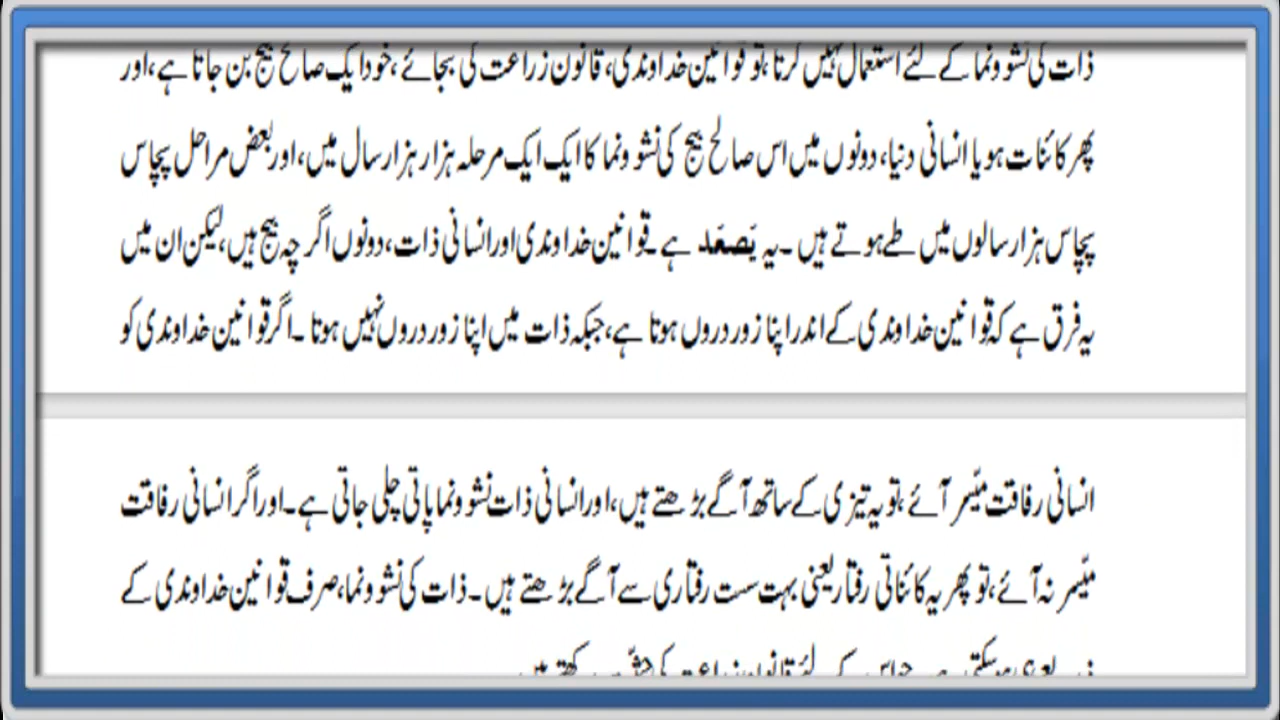 ذات کی نشوونما کے لئے استعمال نہیں کرتا، تو قوانین خداوندی، قانون زراعت کی بجائے، خود ایک صالح بیج بن جاتا ہے، اور
پھر کائنات ہو یا انسانی دنیا، دونوں میں اس صالح بیج کی نشوونما کا ایک ایک مرحلہ ہزار ہزار سال میں، اور بعض مراحل پچاس
پچاس ہزار سالوں میں طے ہوتے ہیں۔ یہ یَصعَد ہے۔ قوانین خداوندی اور انسانی ذات، دونوں اگرچہ بیج ہیں، لیکن ان میں
یہ فرق ہے کہ قوانین خداوندی کے اندر اپنا زور دروں ہوتا ہے، جبکہ ذات میں اپنا زور دروں نہیں ہوتا۔ اگر قوانین خداوندی کو
انسانی رفاقت میّسر آئے، تو یہ تیزی کے ساتھ آگے بڑھتے ہیں، اور انسانی ذات نشوونما پاتی چلی جاتی ہے۔ اور اگر انسانی رفاقت
میّسر نہ آئے، تو پھر یہ کائناتی رفتار یعنی بہت سست رفتاری سے آگے بڑھتے ہیں۔ ذات کی نشوونما، صرف قوانین خداوندی کے